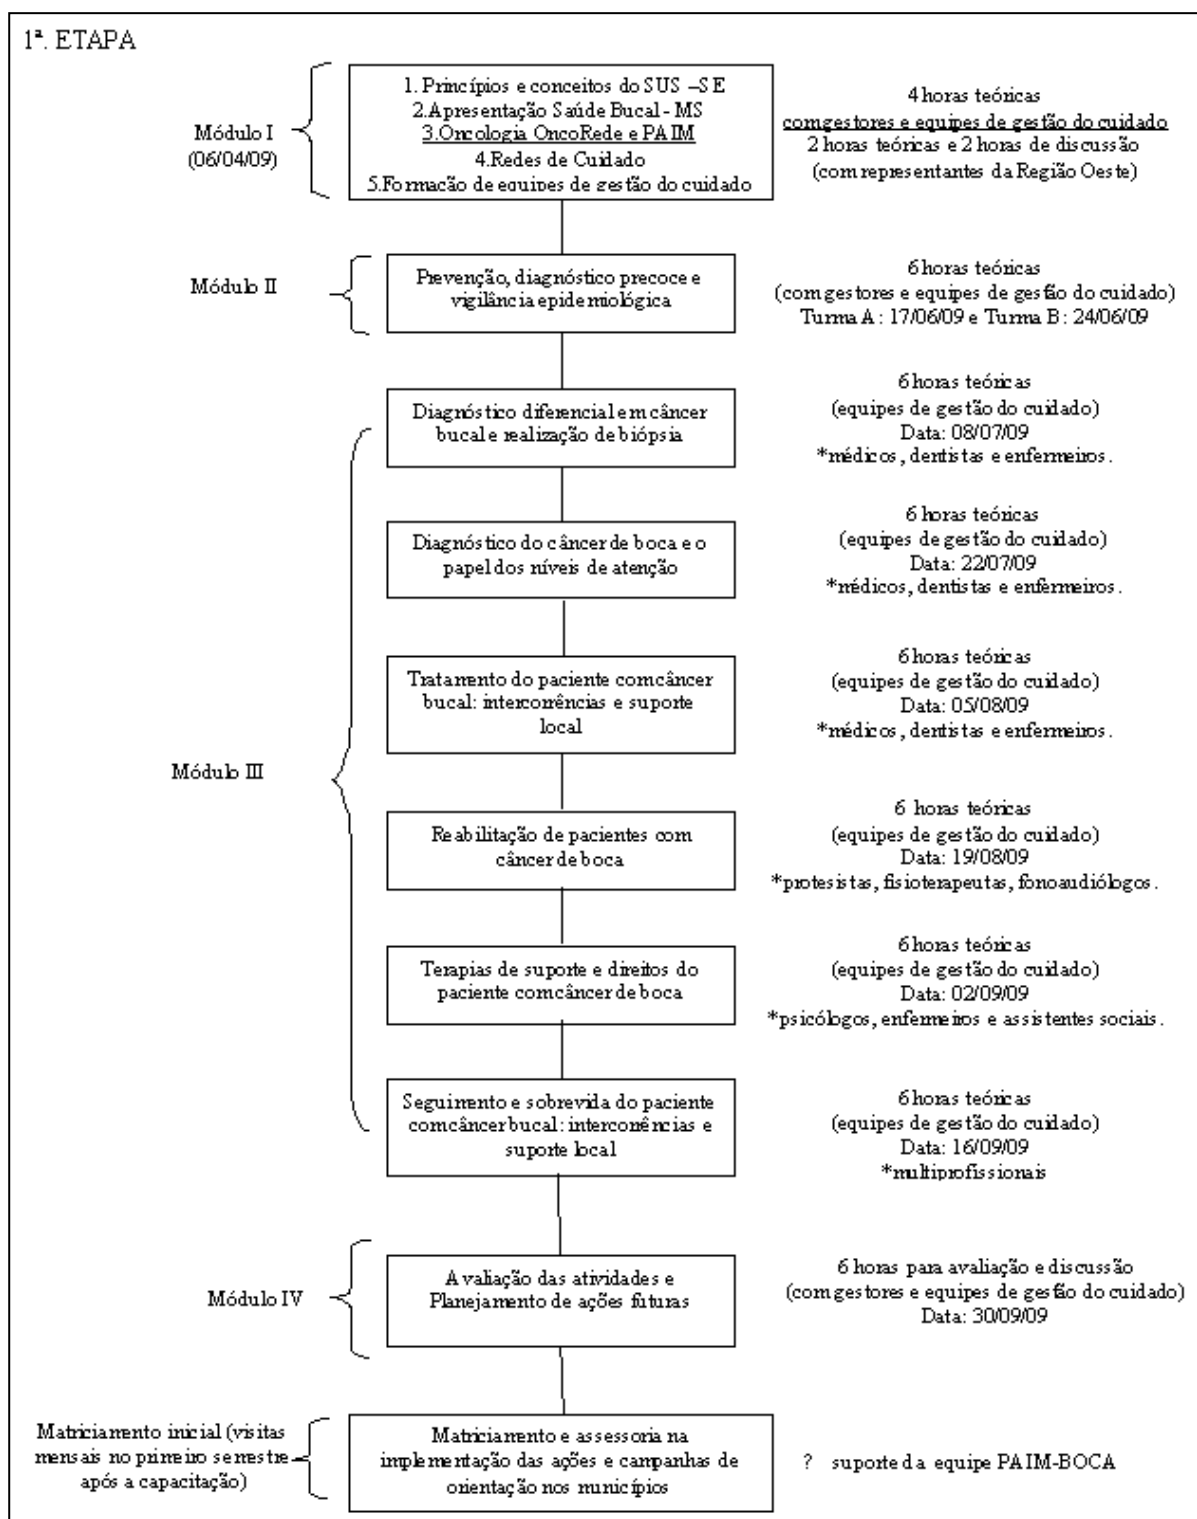 1ª. ETAPA
Módulo I
(06/04/09)
1. Princípios e conceitos do SUS –SE
2.Apresentação Saúde Bucal - MS
3.Oncologia OncoRede e PAIM
4.Redes de Cuidado
5.Formação de equipes de gestão do cuidado
4 horas teóricas
com gestores e equipes de gestão do cuidado
2 horas teóricas e 2 horas de discussão
(com representantes da Região Oeste)
Módulo II
Prevenção, diagnóstico precoce e
vigilância epidemiológica
6 horas teóricas
(com gestores e equipes de gestão do cuidado)
Turma A : 17/06/09 e Turma B : 24/06/09
Módulo III
Diagnóstico diferencial em câncer
bucal e realização de biópsia
6 horas teóricas
(equipes de gestão do cuidado)
Data: 08/07/09
*médicos, dentistas e enfermeiros.
Diagnóstico do câncer de boca e o
papel dos níveis de atenção
6 horas teóricas
(equipes de gestão do cuidado)
Data: 22/07/09
*médicos, dentistas e enfermeiros.
Tratamento do paciente com câncer
bucal: intercorrências e suporte
local
6 horas teóricas
(equipes de gestão do cuidado)
Data: 05/08/09
*médicos, dentistas e enfermeiros.
Reabilitação de pacientes com
câncer de boca
6 horas teóricas
(equipes de gestão do cuidado)
Data: 19/08/09
*protesistas, fisioterapeutas, fonoaudiólogos.
Terapias de suporte e direitos do
paciente com câncer de boca
6 horas teóricas
(equipes de gestão do cuidado)
Data: 02/09/09
*psicólogos, enfermeiros e assistentes sociais.
Seguimento e sobrevida do paciente
com câncer bucal: intercorrências e
suporte local
6 horas teóricas
(equipes de gestão do cuidado)
Data: 16/09/09
*multiprofissionais
Módulo IV
Avaliação das atividades e
Planejamento de ações futuras
6 horas para avaliação e discussão
(com gestores e equipes de gestão do cuidado)
Data: 30/09/09
Matriciamento inicial (visitas
mensais no primeiro semestre
após a capacitação)
Matriciamento e assessoria na
implementação das ações e campanhas de
orientação nos municípios
? suporte da equipe PAIM-BOCA